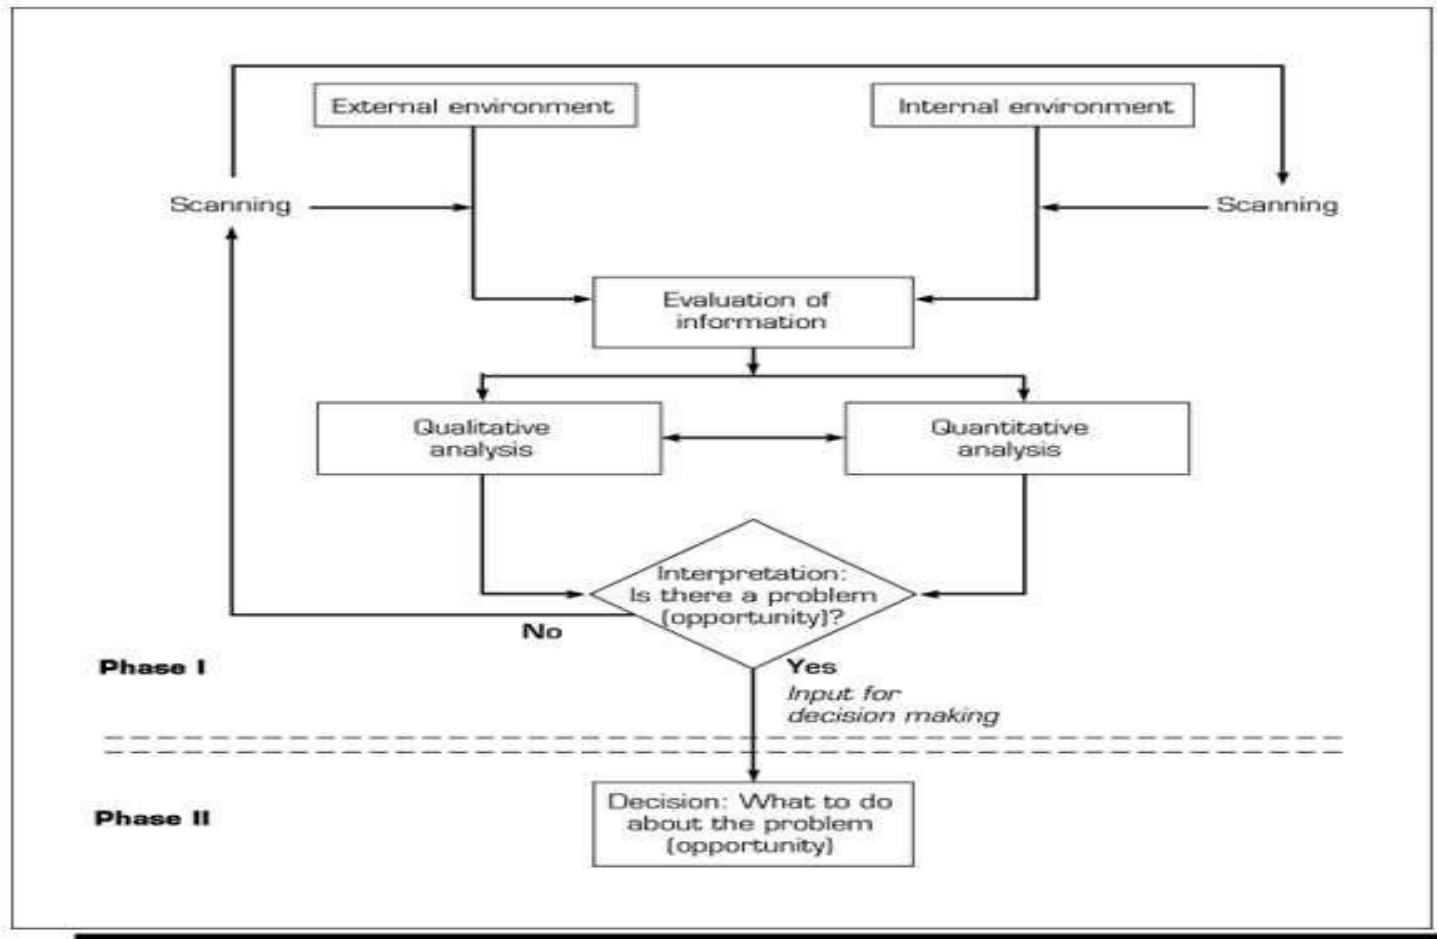 External environment
Internal environment
Scanning
Scanning
Evaluation of
information
Qualitative
analysis
Quantitative
analysis
Interpretation:
Is there a problem
(opportunity)?
No
Yes
Phase I
Input for
decision making
Phase II
Decision: What to do
about the problem
(opportunity)